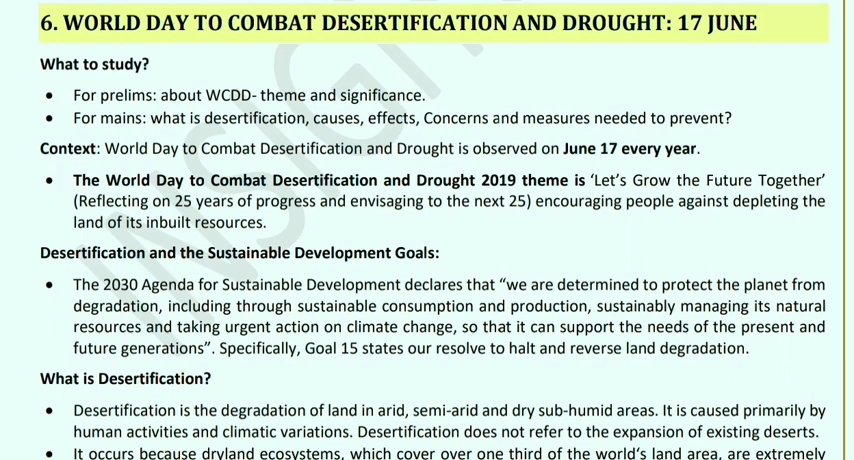 6. WORLD DAY TO COMBAT DESERTIFICATION AND DROUGHT: 17 JUNE
What to study?
• For prelims: about WCDD- theme and significance.
• For mains: what is desertification, causes, effects, Concerns and measures needed to prevent?
Context: World Day to Combat Desertification and Drought is observed on June 17 every year.
• The World Day to Combat Desertification and Drought 2019 theme is ‘Let’s Grow the Future Together’
(Reflecting on 25 years of progress and envisaging to the next 25) encouraging people against depleting the
land of its inbuilt resources.
Desertification and the Sustainable Development Goals:
• The 2030 Agenda for Sustainable Development declares that “we are determined to protect the planet from
degradation, including through sustainable consumption and production, sustainably managing its natural
resources and taking urgent action on climate change, so that it can support the needs of the present and
future generations”. Specifically, Goal 15 states our resolve to halt and reverse land degradation.
What is Desertification?
• Desertification is the degradation of land in arid, semi-arid and dry sub-humid areas. It is caused primarily by
human activities and climatic variations. Desertification does not refer to the expansion of existing deserts.
• It occurs because dryland ecosystems, which cover over one third of the world‘s land area, are extremely